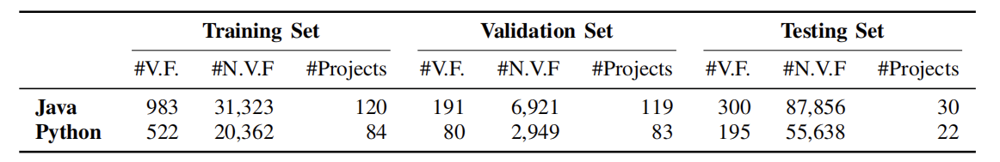 Training Set Validation Set Testing Set
#V.F. #N.V.F #Projects #V.F. #N.V.F #Projects #V.F. #N.V.F #Projects
Java 983 31,323 120 191 6,921 119 300 87,856 30
Python 522 20,362 84 80 2,949 83 195 55,638 22